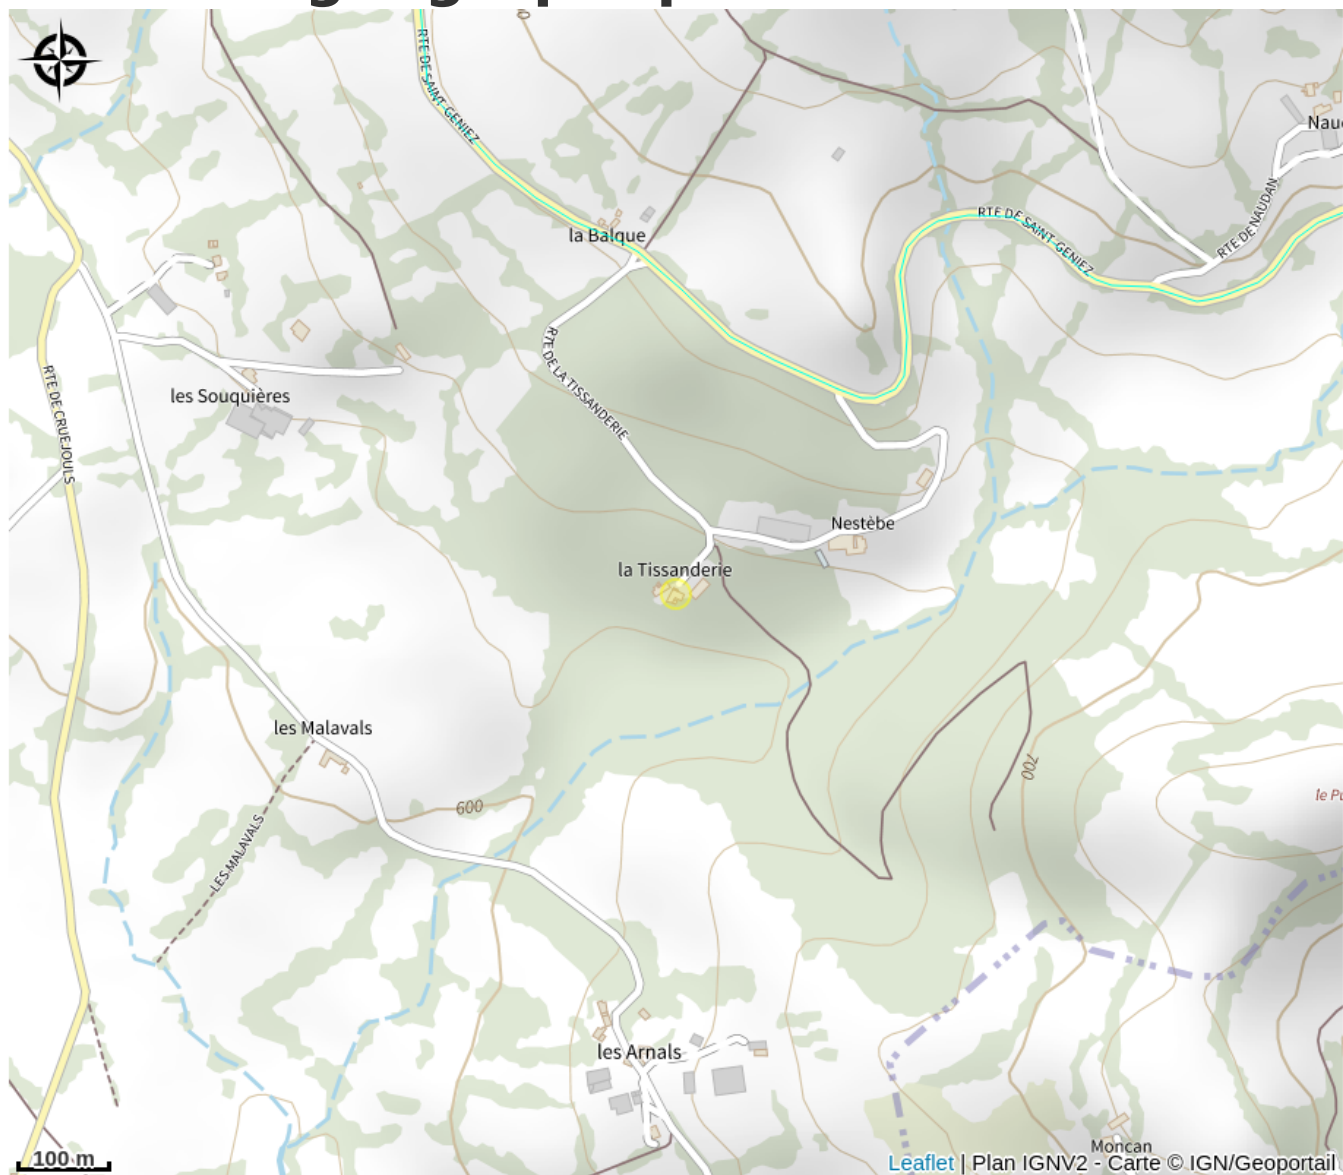 RTE DE SAINT-GENIEZ
la Balque
RTE DE SAINT-GENIEZ
RTE DE NAUDAN
les Souquières
RTE DE CRUEJOULS
RTE DE LA TISSANDERIE
Nestèbe
la Tissanderie
les Malavals
700
600
LES MALAVALS
les Arnals
Moncan
100 m
Leaflet | Plan IGNV2 - Carte © IGN/Geoportail